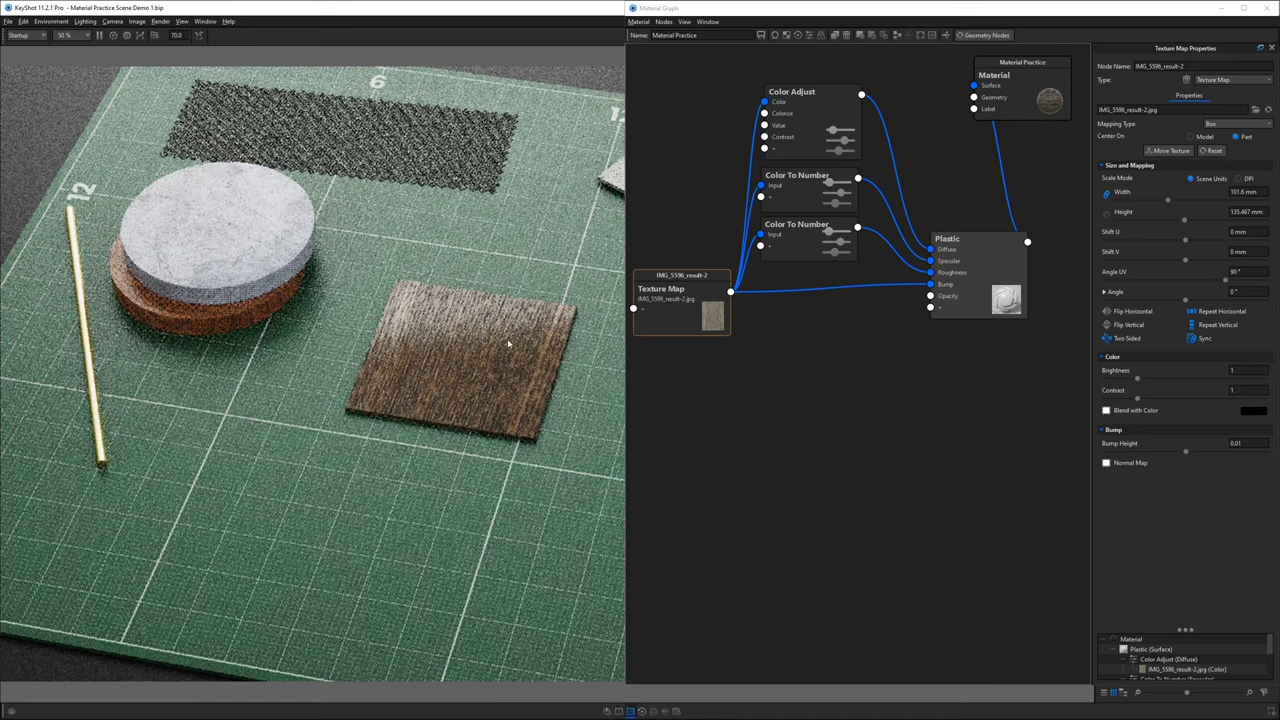 KeyShot 11.2.1 Pro - Material Practice Scene Demo 1.bip
File Edit Environment Lighting Camera Image Render View Window Help
Startup 50 % 70.0
6
12
Material Graph
Material Nodes View Window
Name: Material Practice Geometry Nodes
Color Adjust
Color
Colorize
Value
Contrast
+
Color To Number
Input
+
Color To Number
Input
+
IMG_5596_result-2
Texture Map
IMG_5596_result-2.jpg
+
Plastic
Diffuse
Specular
Roughness
Bump
Opacity
+
Material Practice
Material
Surface
Geometry
Label
Texture Map Properties
Node Name: IMG_5596_result-2
Type: Texture Map
Properties
IMG_5596_result-2.jpg
Mapping Type Box
Center On Model Part
Move Texture Reset
Size and Mapping
Scale Mode Scene Units DPI
Width 101.6 mm
Height 135.467 mm
Shift U 0 mm
Shift V 0 mm
Angle UV 90 °
Angle 0 °
Flip Horizontal Repeat Horizontal
Flip Vertical Repeat Vertical
Two Sided Sync
Color
Brightness 1
Contrast 1
Blend with Color
Bump
Bump Height 0.01
Normal Map
Material
Plastic (Surface)
Color Adjust (Diffuse)
IMG_5596_result-2.jpg (Color)
Color To Number (Specular)